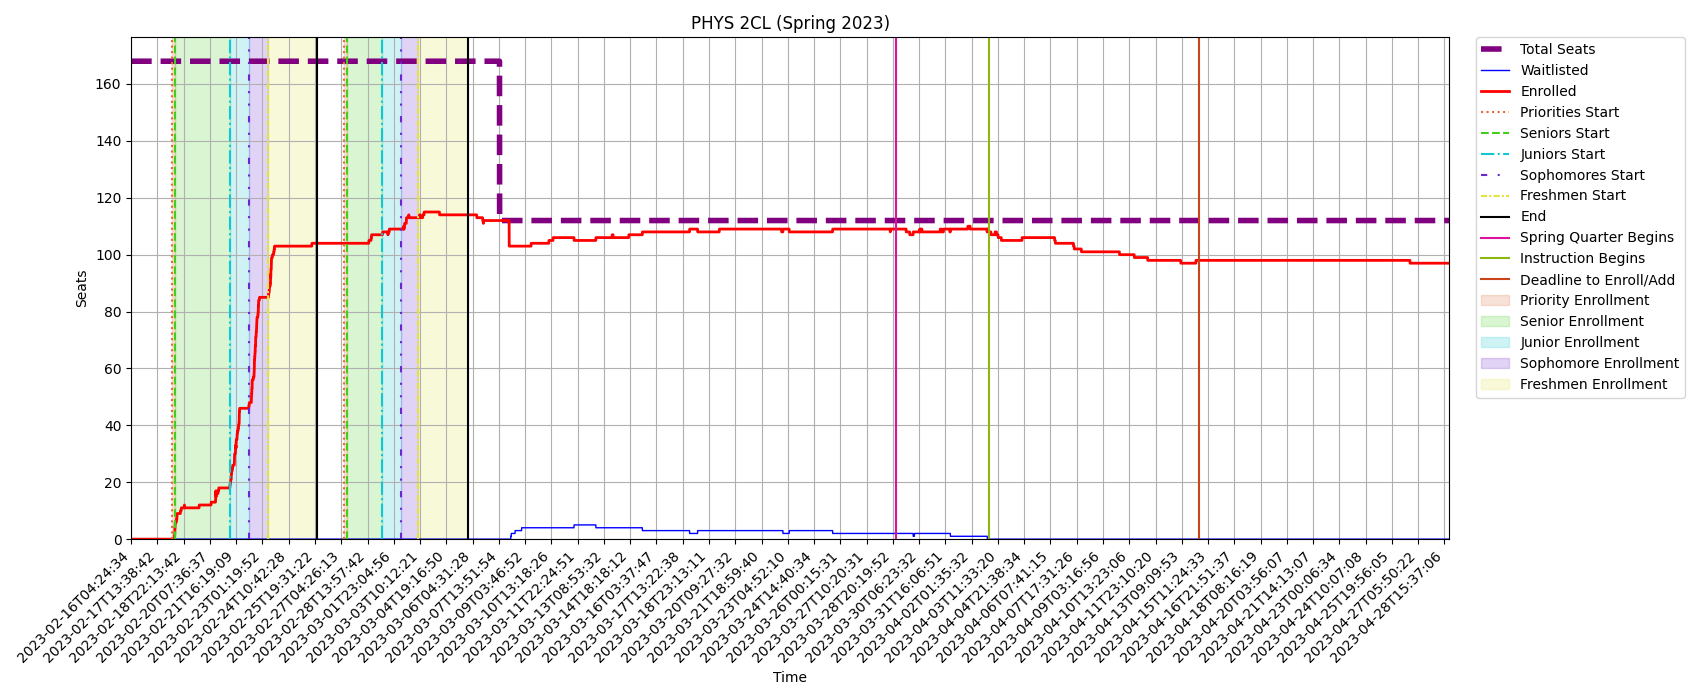 PHYS 2CL (Spring 2023)
Seats
160
140
120
100
80
60
40
20
0
2023-02-16T04:24:34
2023-02-17T13:38:42
2023-02-18T22:13:42
2023-02-20T07:36:37
2023-02-21T16:19:09
2023-02-23T01:19:52
2023-02-24T10:42:28
2023-02-25T19:31:22
2023-02-27T04:26:13
2023-02-28T13:57:42
2023-03-01T23:04:56
2023-03-03T10:12:21
2023-03-04T19:16:50
2023-03-06T04:31:28
2023-03-07T13:51:54
2023-03-09T03:46:52
2023-03-10T13:18:26
2023-03-11T22:24:51
2023-03-13T08:53:32
2023-03-14T18:18:12
2023-03-16T03:37:47
2023-03-17T13:22:38
2023-03-18T23:13:11
2023-03-20T09:27:32
2023-03-21T18:59:40
2023-03-23T04:52:10
2023-03-24T14:40:34
2023-03-26T00:15:31
2023-03-27T10:20:31
2023-03-28T20:19:52
2023-03-30T06:23:32
2023-03-31T16:06:51
2023-04-02T01:35:32
2023-04-03T11:33:20
2023-04-04T21:38:34
2023-04-06T07:41:15
2023-04-07T17:31:26
2023-04-09T03:16:56
2023-04-10T13:23:06
2023-04-11T23:10:20
2023-04-13T09:09:53
2023-04-15T11:24:33
2023-04-16T21:51:37
2023-04-18T08:16:19
2023-04-20T03:56:07
2023-04-21T14:13:07
2023-04-23T00:06:34
2023-04-24T10:07:08
2023-04-25T19:56:05
2023-04-27T05:50:22
2023-04-28T15:37:06
Time
Total Seats
Waitlisted
Enrolled
Priorities Start
Seniors Start
Juniors Start
Sophomores Start
Freshmen Start
End
Spring Quarter Begins
Instruction Begins
Deadline to Enroll/Add
Priority Enrollment
Senior Enrollment
Junior Enrollment
Sophomore Enrollment
Freshmen Enrollment